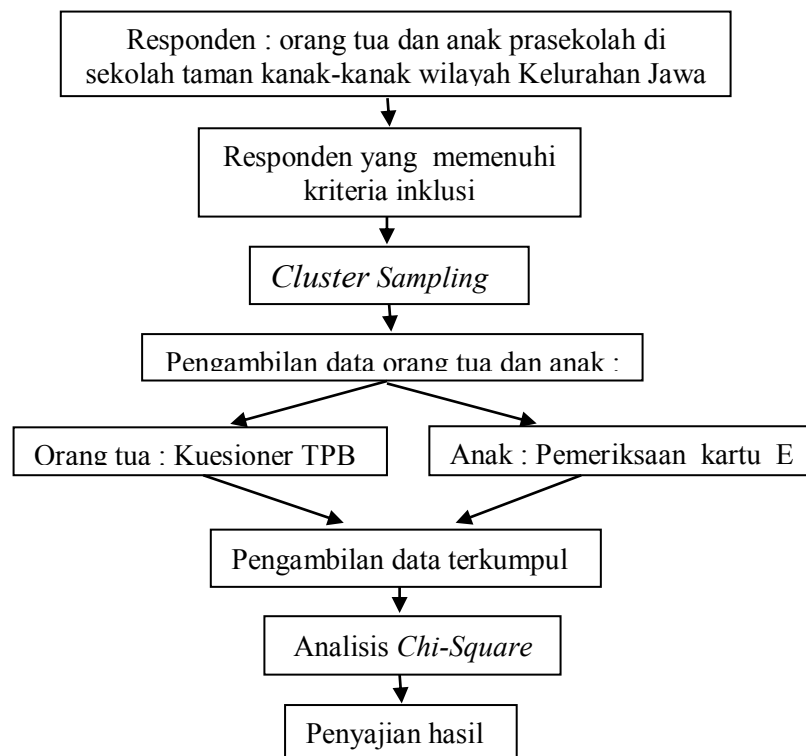 Responden : orang tua dan anak prasekolah di
sekolah taman kanak-kanak wilayah Kelurahan Jawa
Responden yang memenuhi
kriteria inklusi
Cluster Sampling
Pengambilan data orang tua dan anak :
Orang tua : Kuesioner TPB
Anak : Pemeriksaan kartu E
Pengambilan data terkumpul
Analisis Chi-Square
Penyajian hasil